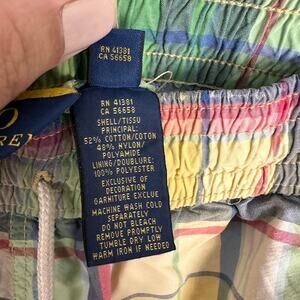 RN 41381
CA 56658
RN 41381
CA 56658
SHELL/TISSU
PRINCIPAL:
52% COTTON/COTON
48% NYLON/
POLYAMIDE
LINING/DOUBLURE:
100% POLYESTER
EXCLUSIVE OF
DECORATION
GARNITURE EXCLUE
MACHINE WASH COLD
SEPARATELY
DO NOT BLEACH
REMOVE PROMPTLY
TUMBLE DRY LOW
WARM IRON IF NEEDED